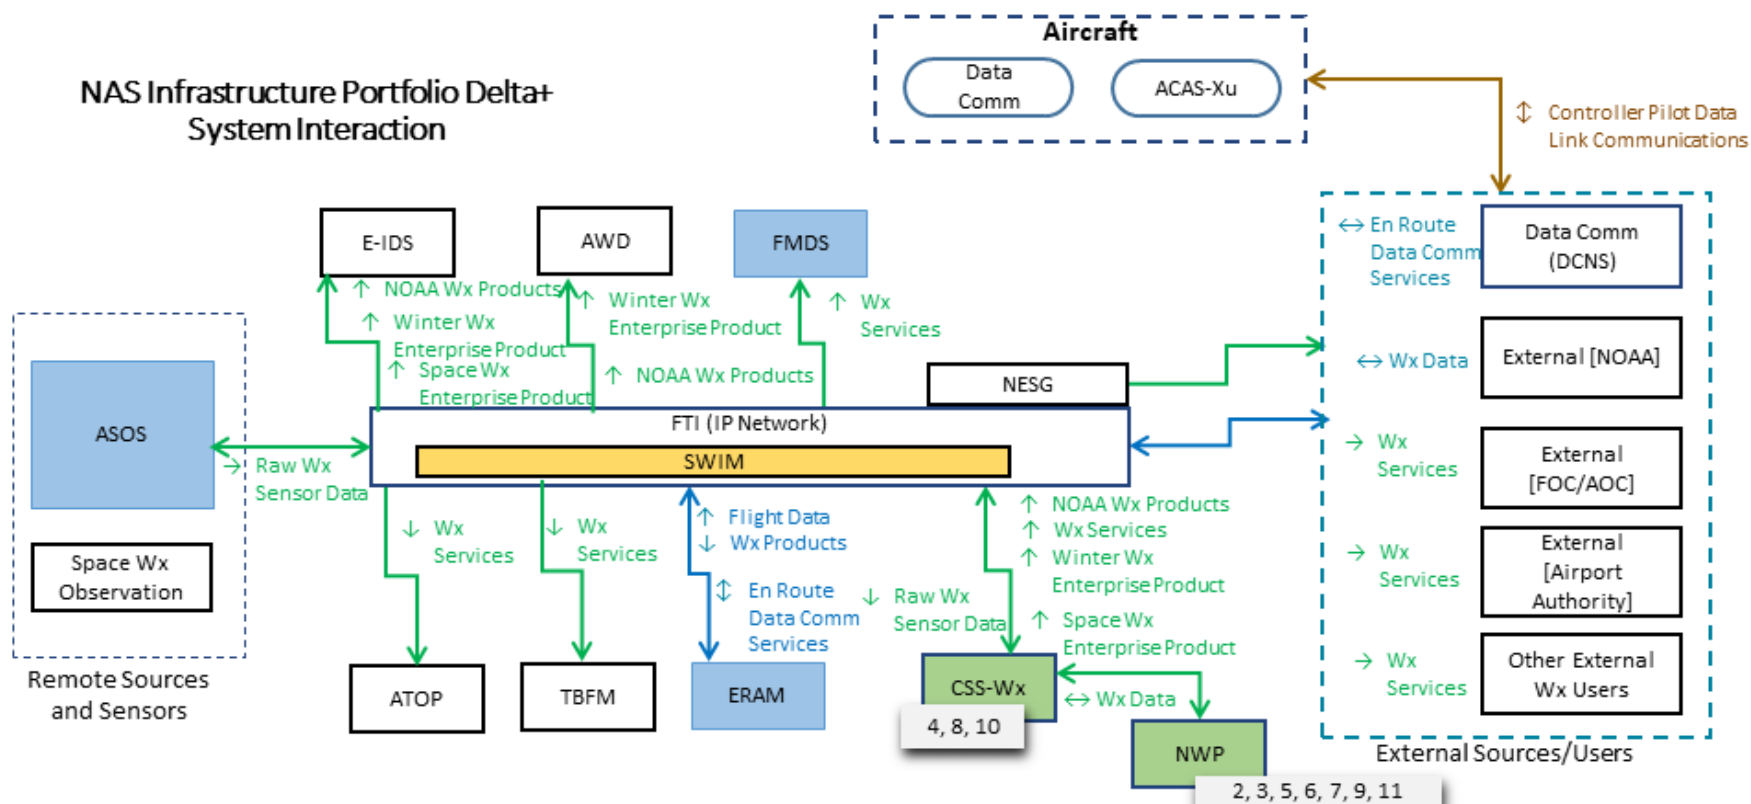 Aircraft
Data
Comm
ACAS-Xu
NAS Infrastructure Portfolio Delta+
System Interaction
↕ Controller Pilot Data
Link Communications
E-IDS
AWD
FMDS
↔ En Route
Data Comm
Services
Data Comm
(DCNS)
↑ NOAA Wx Products
↑ Winter Wx
Enterprise Product
↑ Space Wx
Enterprise Product
↑ Winter Wx
Enterprise Product
↑ NOAA Wx Products
↑ Wx
Services
↔ Wx Data
External [NOAA]
NESG
FTI (IP Network)
SWIM
ASOS
→ Raw Wx
Sensor Data
Space Wx
Observation
Remote Sources
and Sensors
→ Wx
Services
External
[FOC/AOC]
↓ Wx
Services
↓ Wx
Services
↑ Flight Data
↓ Wx Products
↕ En Route
Data Comm
Services
↑ NOAA Wx Products
↑ Wx Services
↑ Winter Wx
Enterprise Product
↓ Raw Wx
Sensor Data
↑ Space Wx
Enterprise Product
→ Wx
Services
External
[Airport
Authority]
→ Wx
Services
Other External
Wx Users
ATOP
TBFM
ERAM
CSS-Wx
4, 8, 10
↔ Wx Data
NWP
2, 3, 5, 6, 7, 9, 11
External Sources/Users